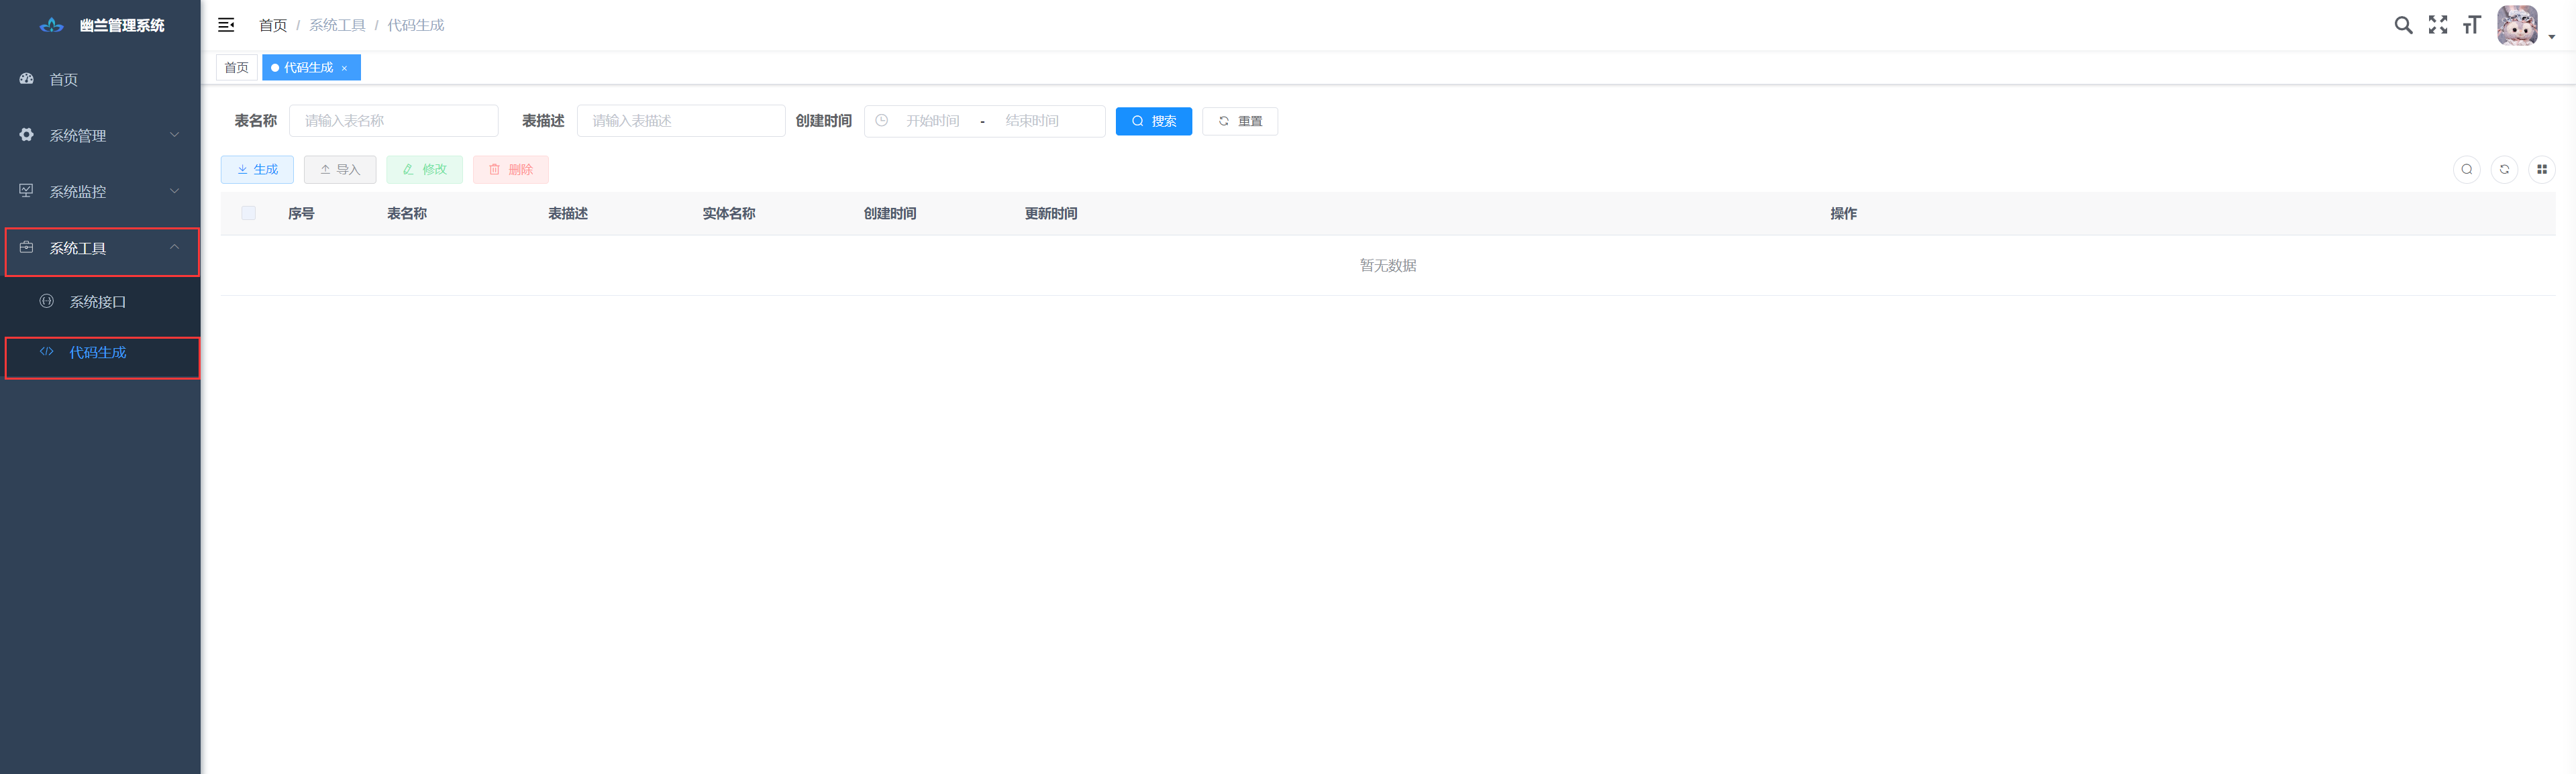 幽兰管理系统
首页
系统管理
系统监控
系统工具
系统接口
代码生成
首页 / 系统工具 / 代码生成
首页 代码生成 ×
表名称 请输入表名称 表描述 请输入表描述 创建时间 开始时间 - 结束时间 搜索 重置
生成 导入 修改 删除
序号 表名称 表描述 实体名称 创建时间 更新时间 操作
暂无数据